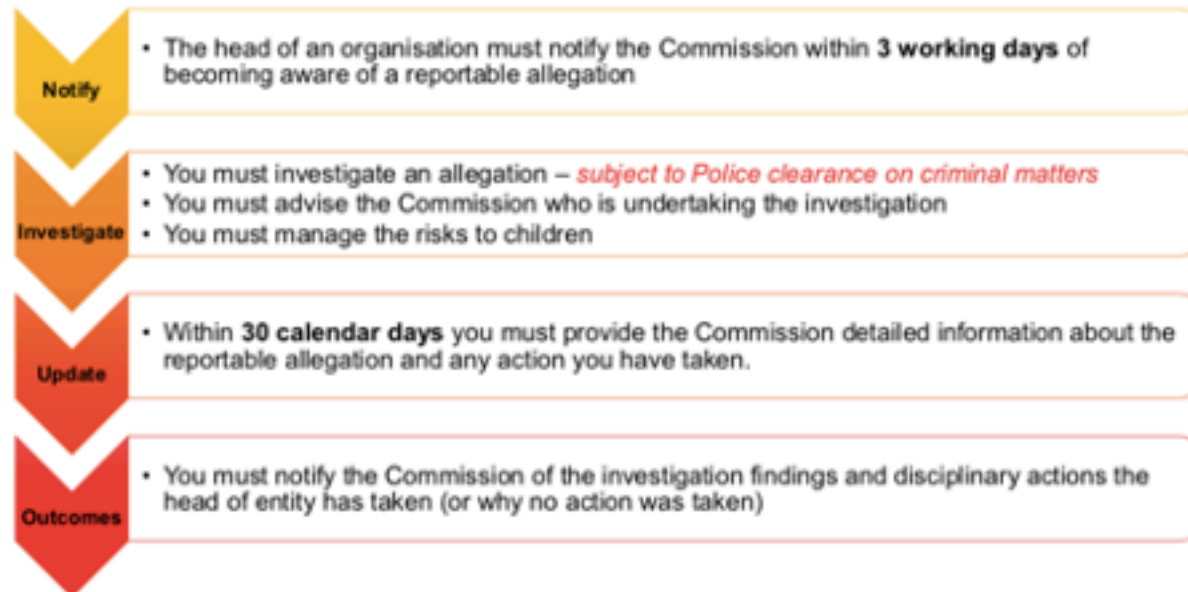 Notify
• The head of an organisation must notify the Commission within 3 working days of
becoming aware of a reportable allegation
Investigate
• You must investigate an allegation – subject to Police clearance on criminal matters
• You must advise the Commission who is undertaking the investigation
• You must manage the risks to children
Update
• Within 30 calendar days you must provide the Commission detailed information about the
reportable allegation and any action you have taken.
Outcomes
• You must notify the Commission of the investigation findings and disciplinary actions the
head of entity has taken (or why no action was taken)